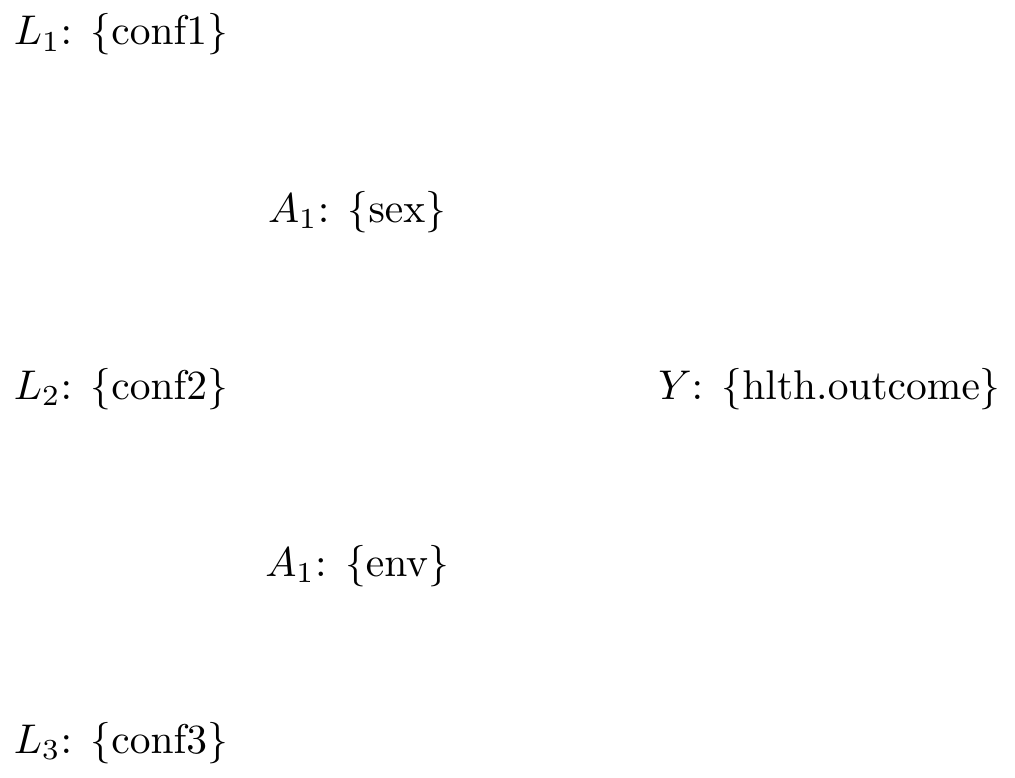 L₁: {conf1}
A₁: {sex}
L₂: {conf2}
Y: {hlth.outcome}
A₁: {env}
L₃: {conf3}